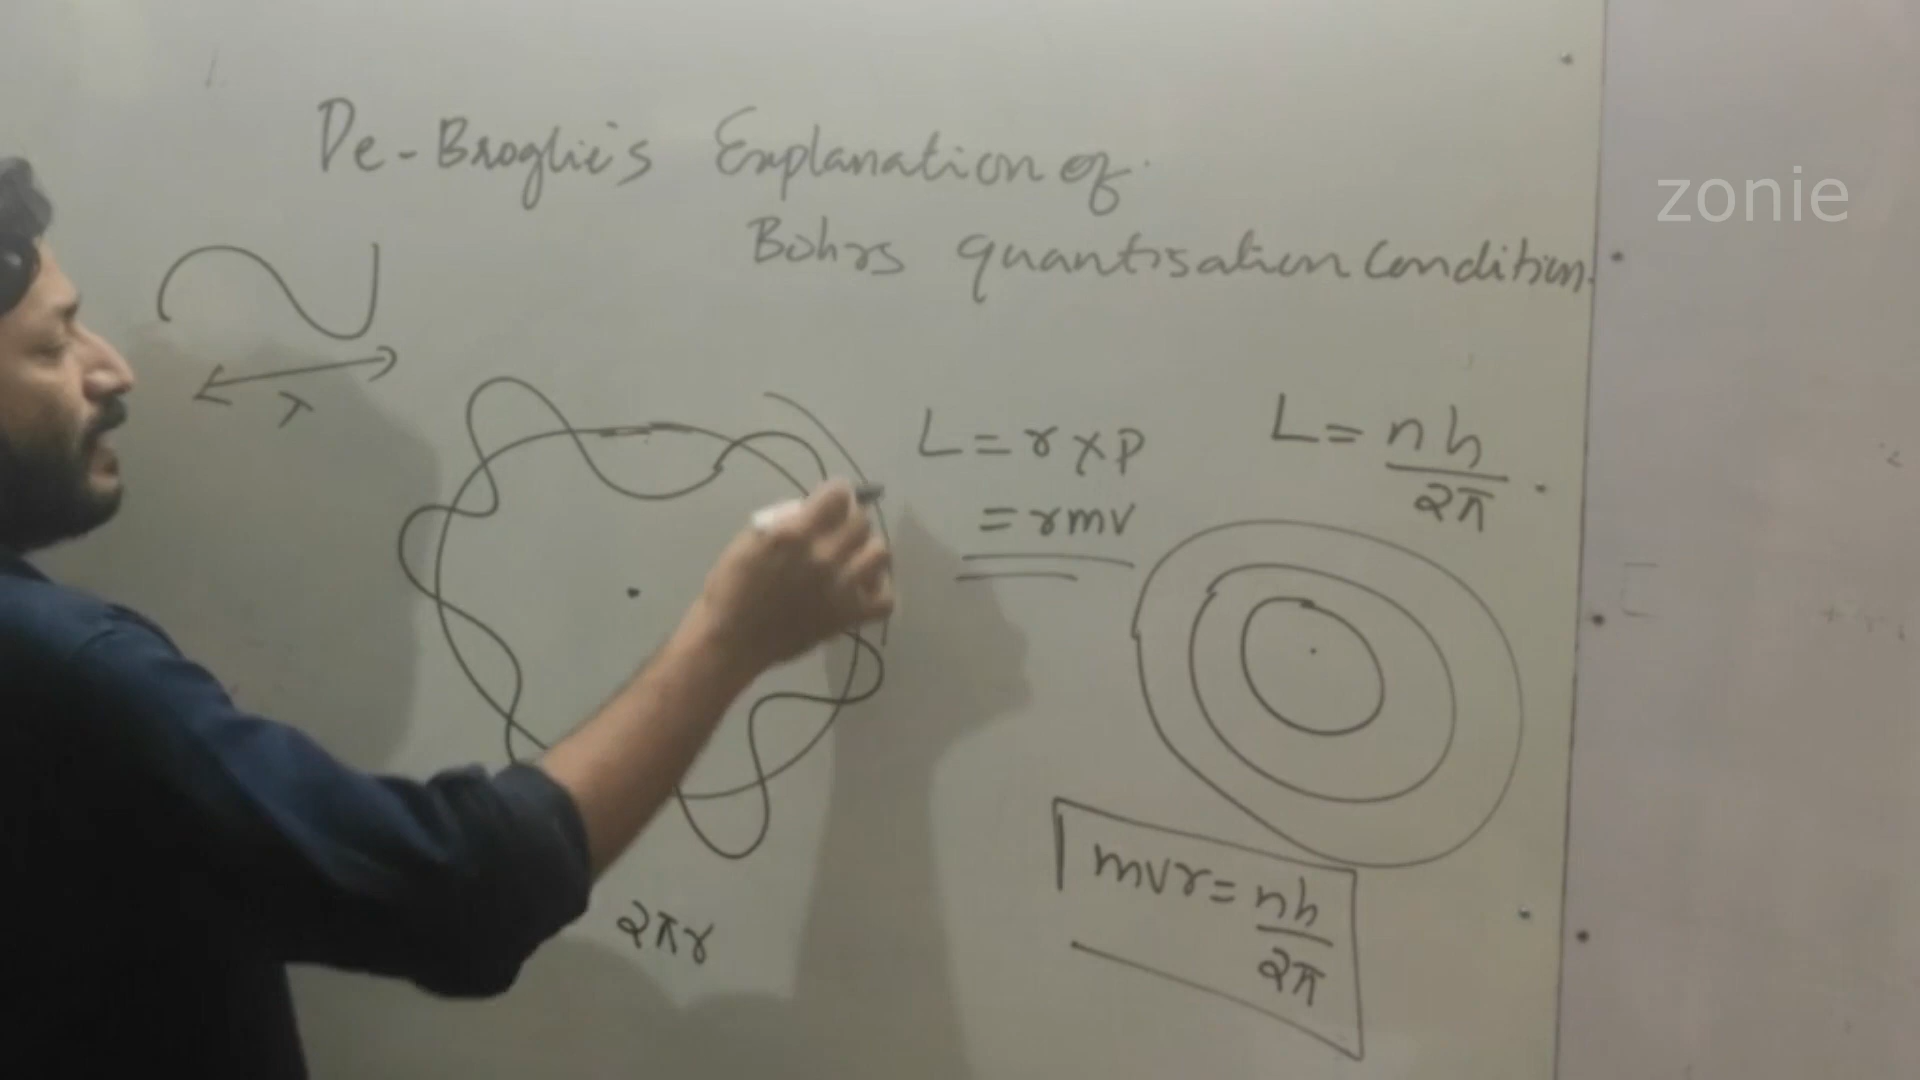 De-Broglie's Explanation of
Bohrs quantisation Condition.
zonie
λ
L = r x p
= rmv
L = nh
2π
2πr
mvr = nh
2π